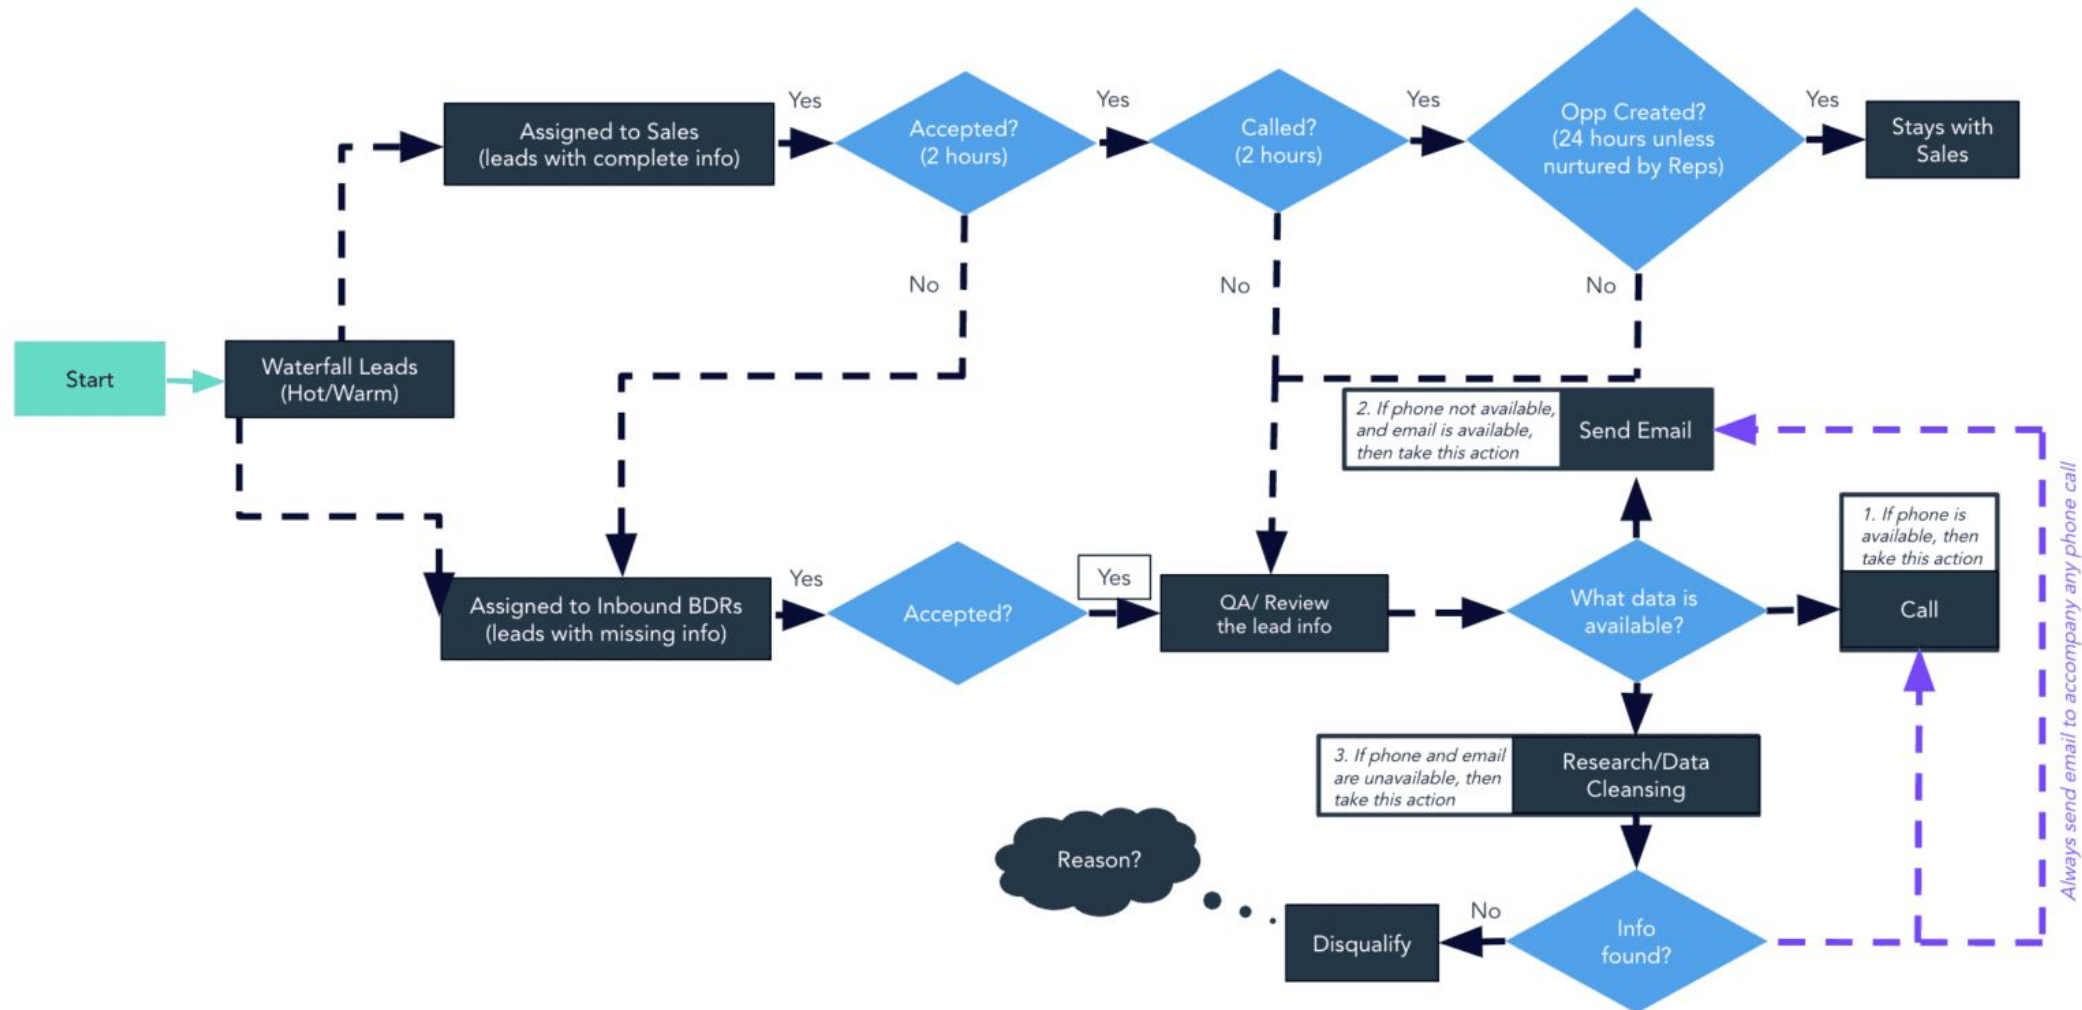 Yes
Assigned to Sales
(leads with complete info)
Accepted?
(2 hours)
Yes
Called?
(2 hours)
Yes
Opp Created?
(24 hours unless
nurtured by Reps)
Yes
Stays with
Sales
No
No
No
Start
Waterfall Leads
(Hot/Warm)
2. If phone not available,
and email is available,
then take this action
Send Email
1. If phone is
available, then
take this action
Call
Assigned to Inbound BDRs
(leads with missing info)
Yes
Accepted?
Yes
QA/ Review
the lead info
What data is
available?
3. If phone and email
are unavailable, then
take this action
Research/Data
Cleansing
Always send email to accompany any phone call
Reason?
Disqualify
No
Info
found?